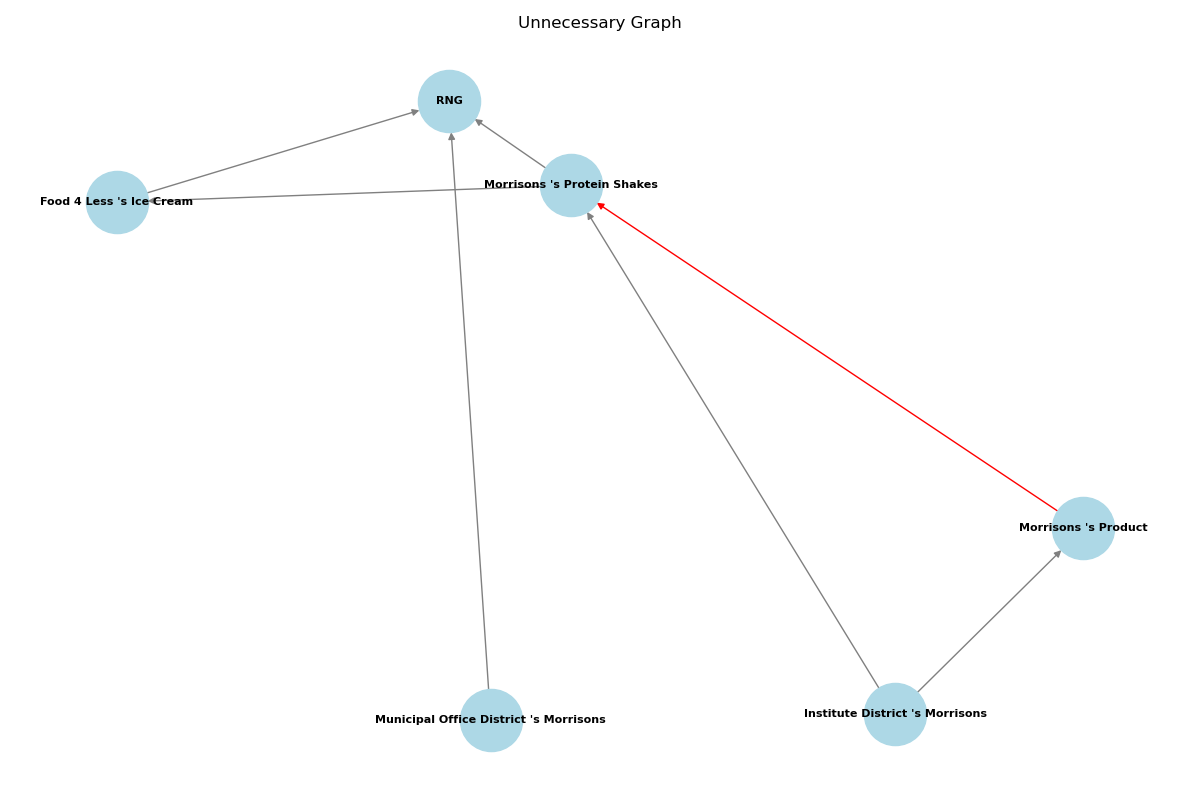 Unnecessary Graph
RNG
Morrisons 's Protein Shakes
Food 4 Less 's Ice Cream
Morrisons 's Product
Institute District 's Morrisons
Municipal Office District 's Morrisons